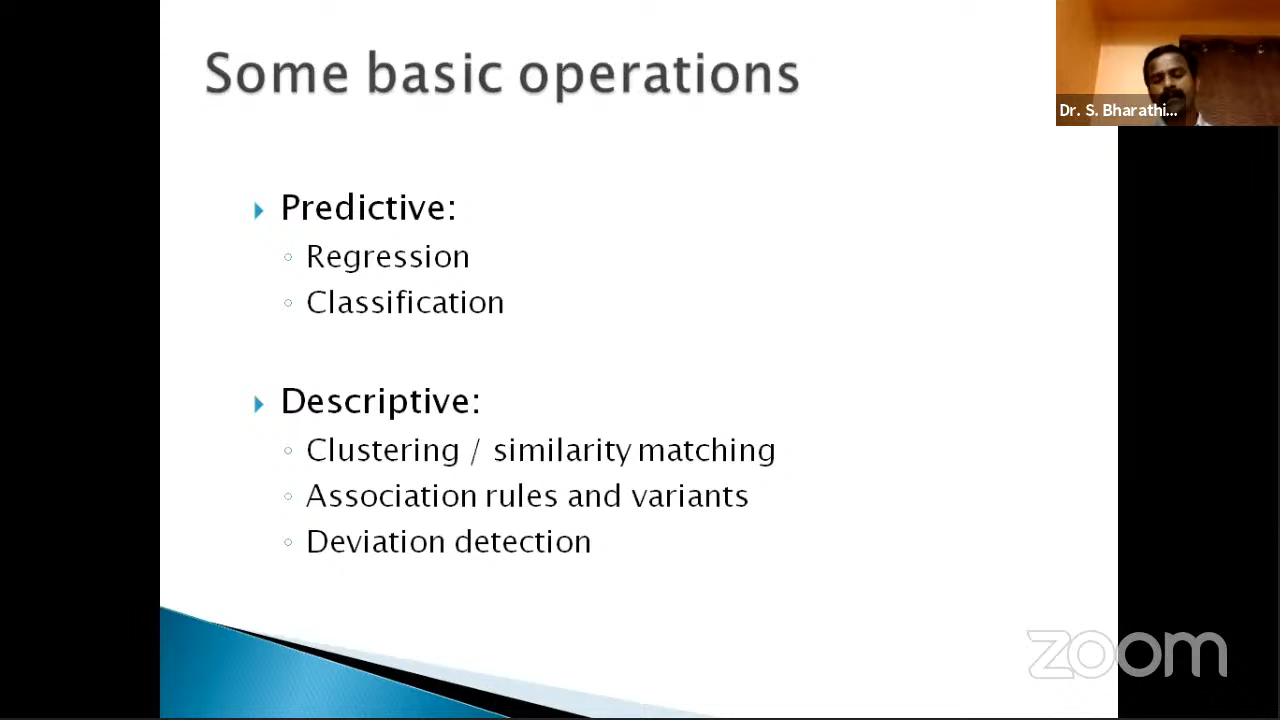 Some basic operations
Dr. S. Bharathi...
Predictive:
Regression
Classification
Descriptive:
Clustering / similarity matching
Association rules and variants
Deviation detection
zoom